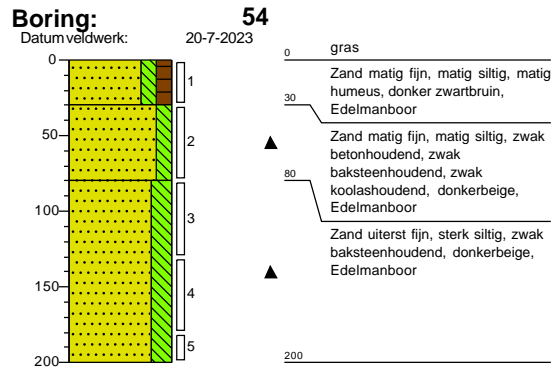 Boring: 54
Datum veldwerk: 20-7-2023
0
50
100
150
200
1
2
3
4
5
0
gras
Zand matig fijn, matig siltig, matig
humeus, donker zwartbruin,
Edelmanboor
30
Zand matig fijn, matig siltig, zwak
betonhoudend, zwak
baksteenhoudend, zwak
koolashoudend, donkerbeige,
Edelmanboor
80
Zand uiterst fijn, sterk siltig, zwak
baksteenhoudend, donkerbeige,
Edelmanboor
200